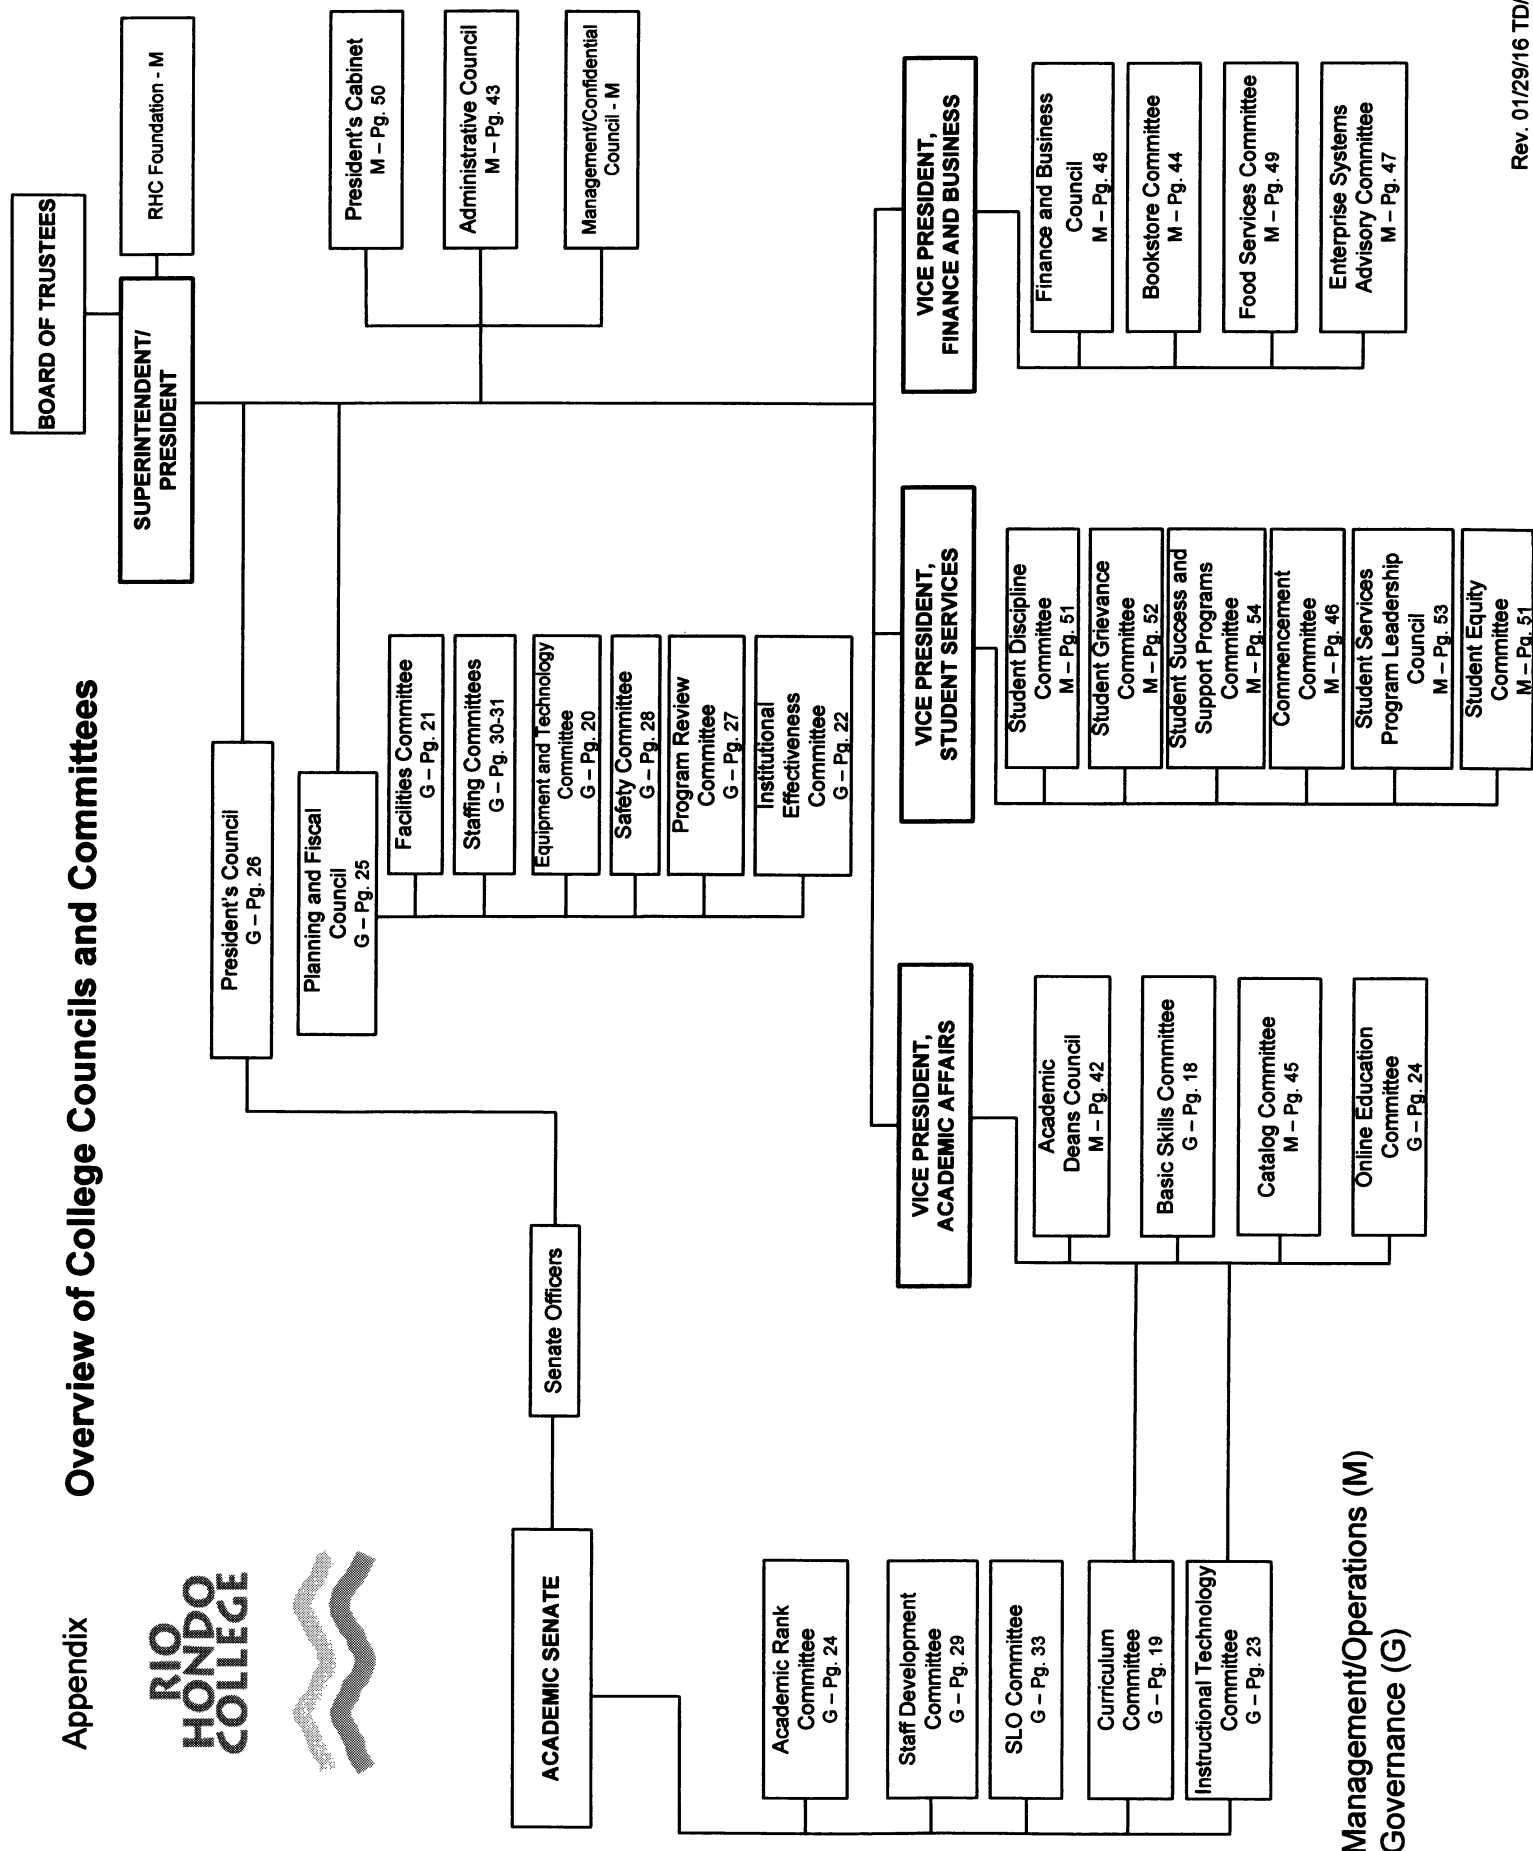 Appendix
Overview of College Councils and Committees
RIO
HONDO
COLLEGE
BOARD OF TRUSTEES
SUPERINTENDENT/
PRESIDENT
RHC Foundation - M
President's Council
G – Pg. 26
Planning and Fiscal
Council
G – Pg. 25
Facilities Committee
G – Pg. 21
Staffing Committees
G – Pg. 30-31
Equipment and Technology
Committee
G – Pg. 20
Safety Committee
G – Pg. 28
Program Review
Committee
G – Pg. 27
Institutional
Effectiveness
Committee
G – Pg. 22
President's Cabinet
M – Pg. 50
Administrative Council
M – Pg. 43
Management/Confidential
Council - M
Senate Officers
ACADEMIC SENATE
Academic Rank
Committee
G – Pg. 24
Staff Development
Committee
G – Pg. 29
SLO Committee
G – Pg. 33
Curriculum
Committee
G – Pg. 19
Instructional Technology
Committee
G – Pg. 23
VICE PRESIDENT,
ACADEMIC AFFAIRS
Academic
Deans Council
M – Pg. 42
Basic Skills Committee
G – Pg. 18
Catalog Committee
M – Pg. 45
Online Education
Committee
G – Pg. 24
VICE PRESIDENT,
STUDENT SERVICES
Student Discipline
Committee
M – Pg. 51
Student Grievance
Committee
M – Pg. 52
Student Success and
Support Programs
Committee
M – Pg. 54
Commencement
Committee
M – Pg. 46
Student Services
Program Leadership
Council
M – Pg. 53
Student Equity
Committee
M – Pg. 51
VICE PRESIDENT,
FINANCE AND BUSINESS
Finance and Business
Council
M – Pg. 48
Bookstore Committee
M – Pg. 44
Food Services Committee
M – Pg. 49
Enterprise Systems
Advisory Committee
M – Pg. 47
Management/Operations (M)
Governance (G)
Rev. 01/29/16 TD/